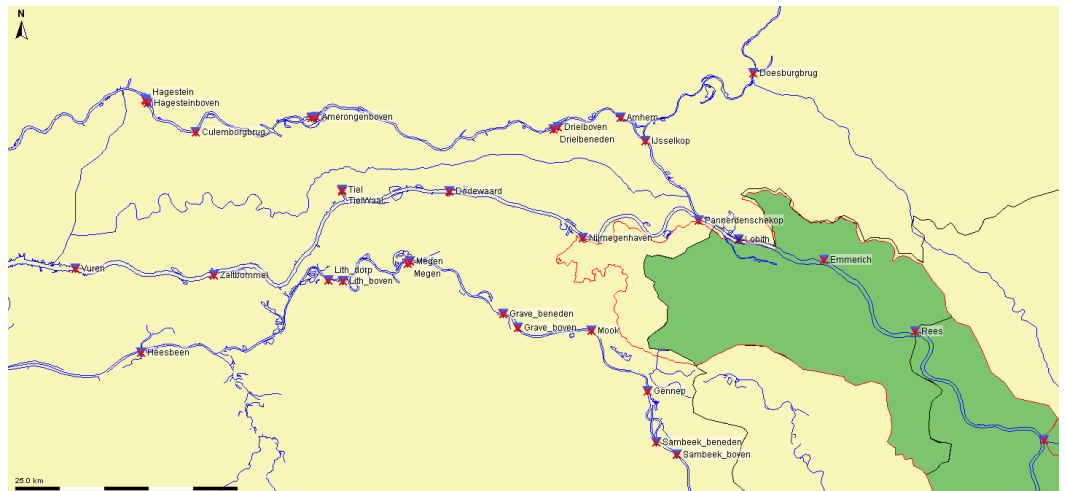 N
Doesburgbrug
Hagestein
Hagesteinboven
Culemborgbrug
Amerongenboven
Drielboven
Drielbeneden
Arnhem
IJsselkop
Tiel
TielWaal
Dodewaard
Pannerdenschekop
Nijmegenhaven
Lobith
Emmerich
Vuren
Zaltbommel
Lith_dorp
Lith_boven
Megen
Megen
Grave_beneden
Grave_boven
Mook
Rees
Heesbeen
Gennep
Sambeek_beneden
Sambeek_boven
25.0 km